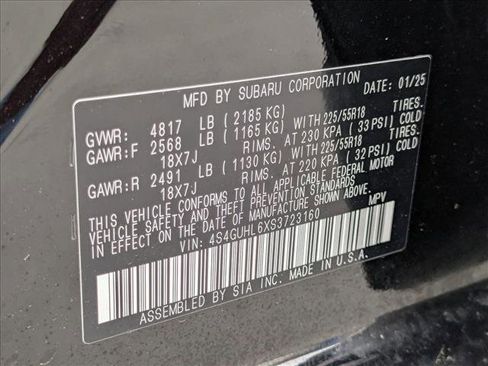 MFD BY SUBARU CORPORATION DATE: 01/25
GVWR: 4817 LB ( 2185 KG)
GAWR:F 2568 LB ( 1165 KG) WITH 225/55R18 TIRES.
18X7J RIMS. AT 230 KPA ( 33 PSI) COLD
GAWR:R 2491 LB ( 1130 KG) WITH 225/55R18 TIRES.
18X7J RIMS. AT 220 KPA ( 32 PSI) COLD
THIS VEHICLE CONFORMS TO ALL APPLICABLE FEDERAL MOTOR
VEHICLE SAFETY AND BUMPER STANDARDS
IN EFFECT ON THE DATE OF MANUFACTURE SHOWN ABOVE.
VIN: 4S4GUHL6XS3723160 MPV
ASSEMBLED BY SIA INC. MADE IN U.S.A.